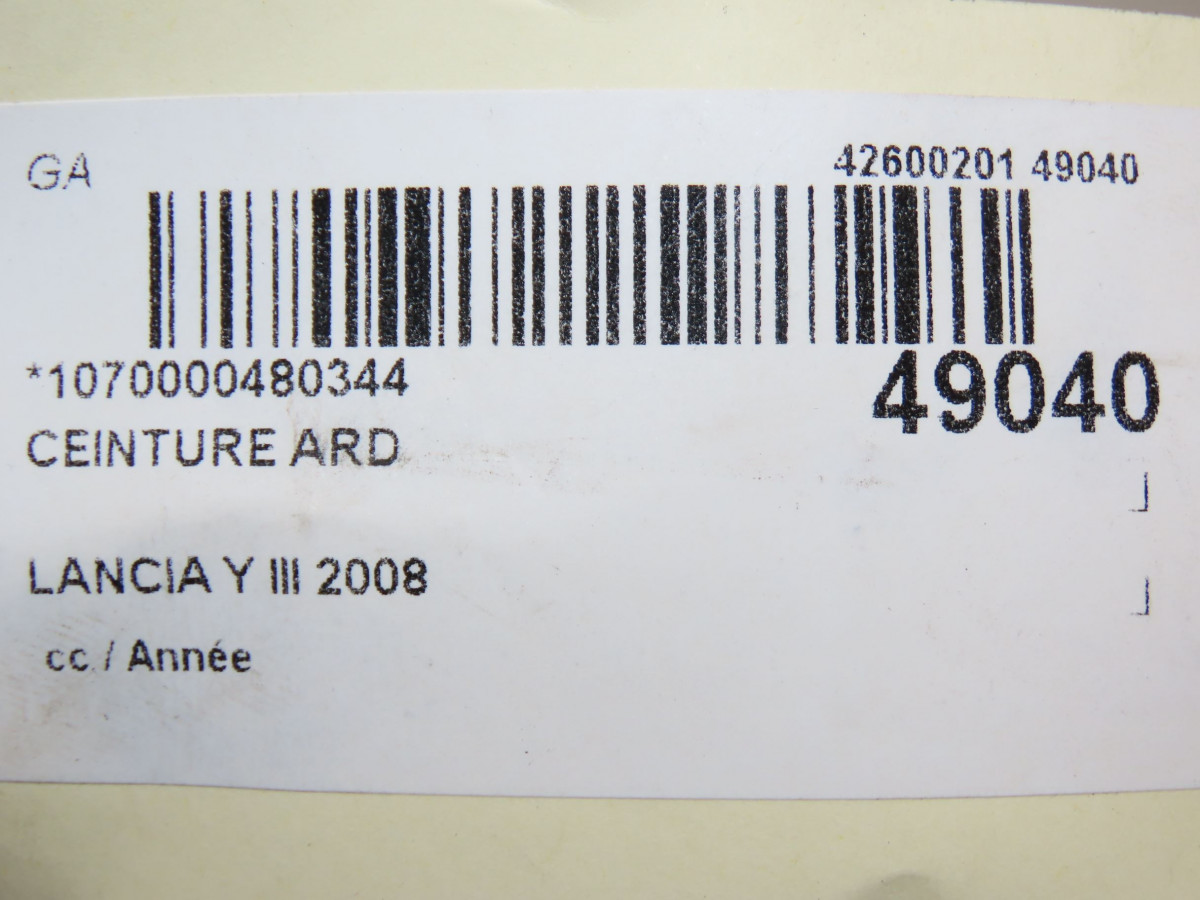 GA
42600201 49040
*1070000480344
49040
CEINTURE ARD
LANCIA Y III 2008
cc / Année